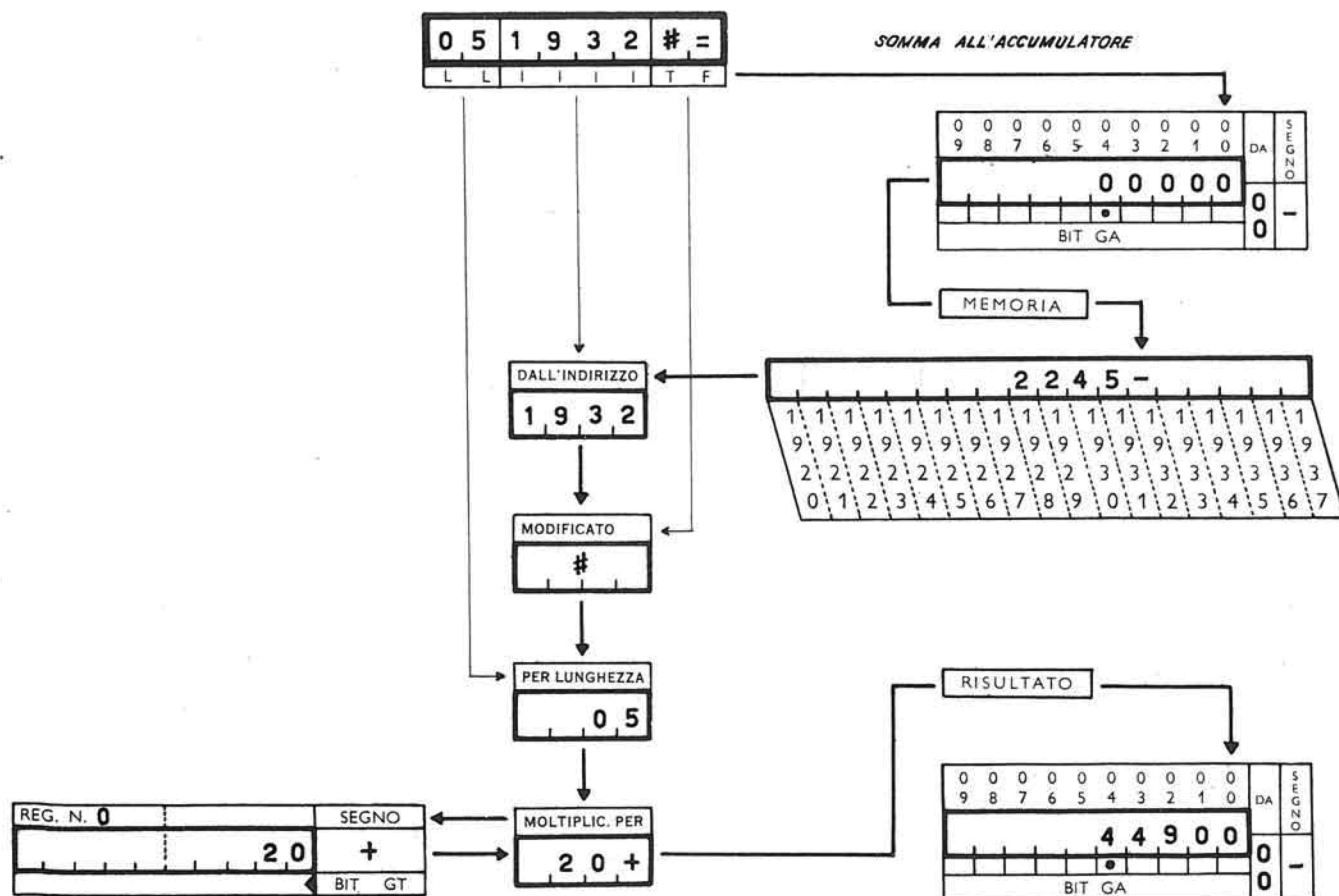 0 5 1 9 3 2 # =
L L I I I I T F
SOMMA ALL'ACCUMULATORE
0 0 0 0 0 0 0 0 0 0
9 8 7 6 5 4 3 2 1 0
DA
SEGNO
0 0 0 0 0
0 0
-
BIT GA
MEMORIA
DALL'INDIRIZZO
1 9 3 2
2 2 4 5 -
1 1 1 1 1 1 1 1 1 1 1 1 1 1 1 1 1 1
9 9 9 9 9 9 9 9 9 9 9 9 9 9 9 9 9 9
2 2 2 2 2 2 2 2 2 2 3 3 3 3 3 3 3 3
0 1 2 3 4 5 6 7 8 9 0 1 2 3 4 5 6 7
MODIFICATO
#
PER LUNGHEZZA
0 5
RISULTATO
REG. N. 0
SEGNO
2 0
+
BIT GT
MOLTIPLIC. PER
2 0 +
0 0 0 0 0 0 0 0 0 0
9 8 7 6 5 4 3 2 1 0
DA
SEGNO
4 4 9 0 0
0 0
-
BIT GA